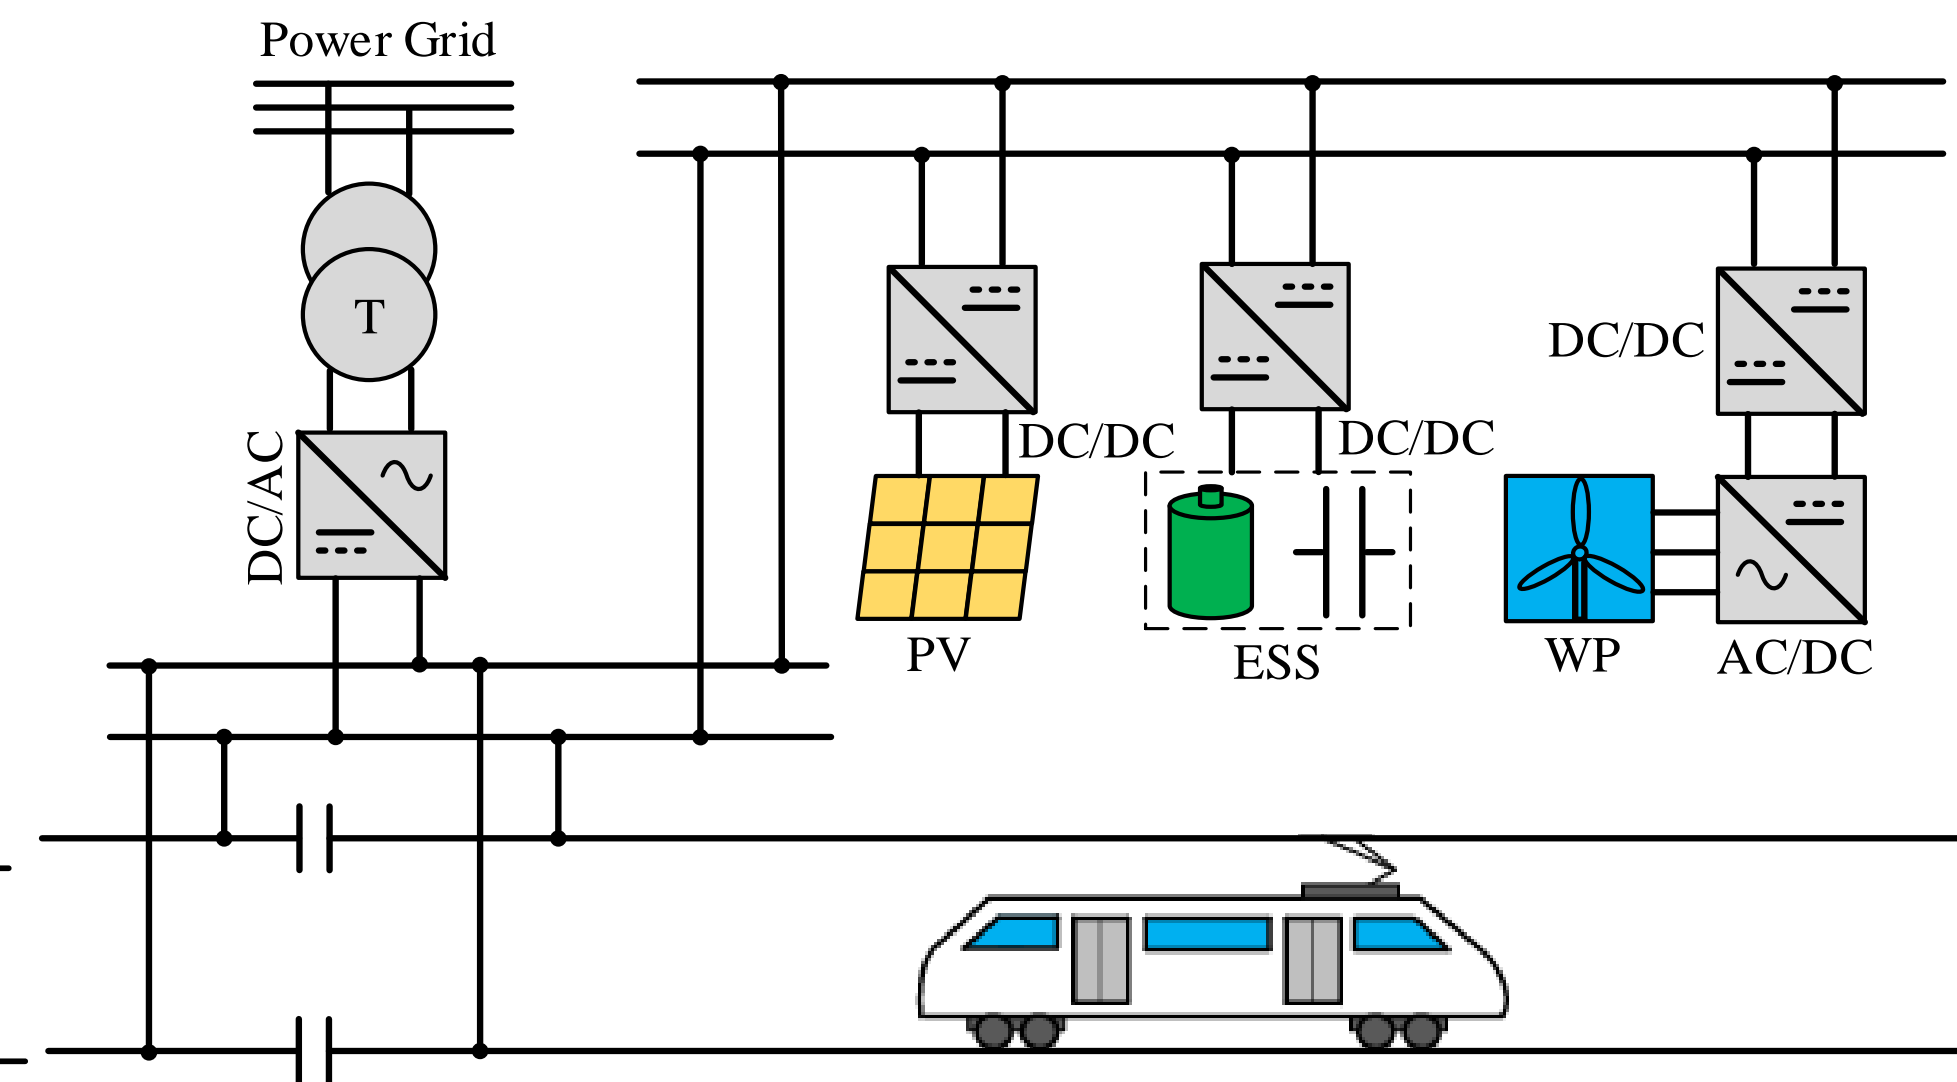 Power Grid
T
DC/AC
DC/DC
DC/DC
DC/DC
PV
ESS
WP
AC/DC